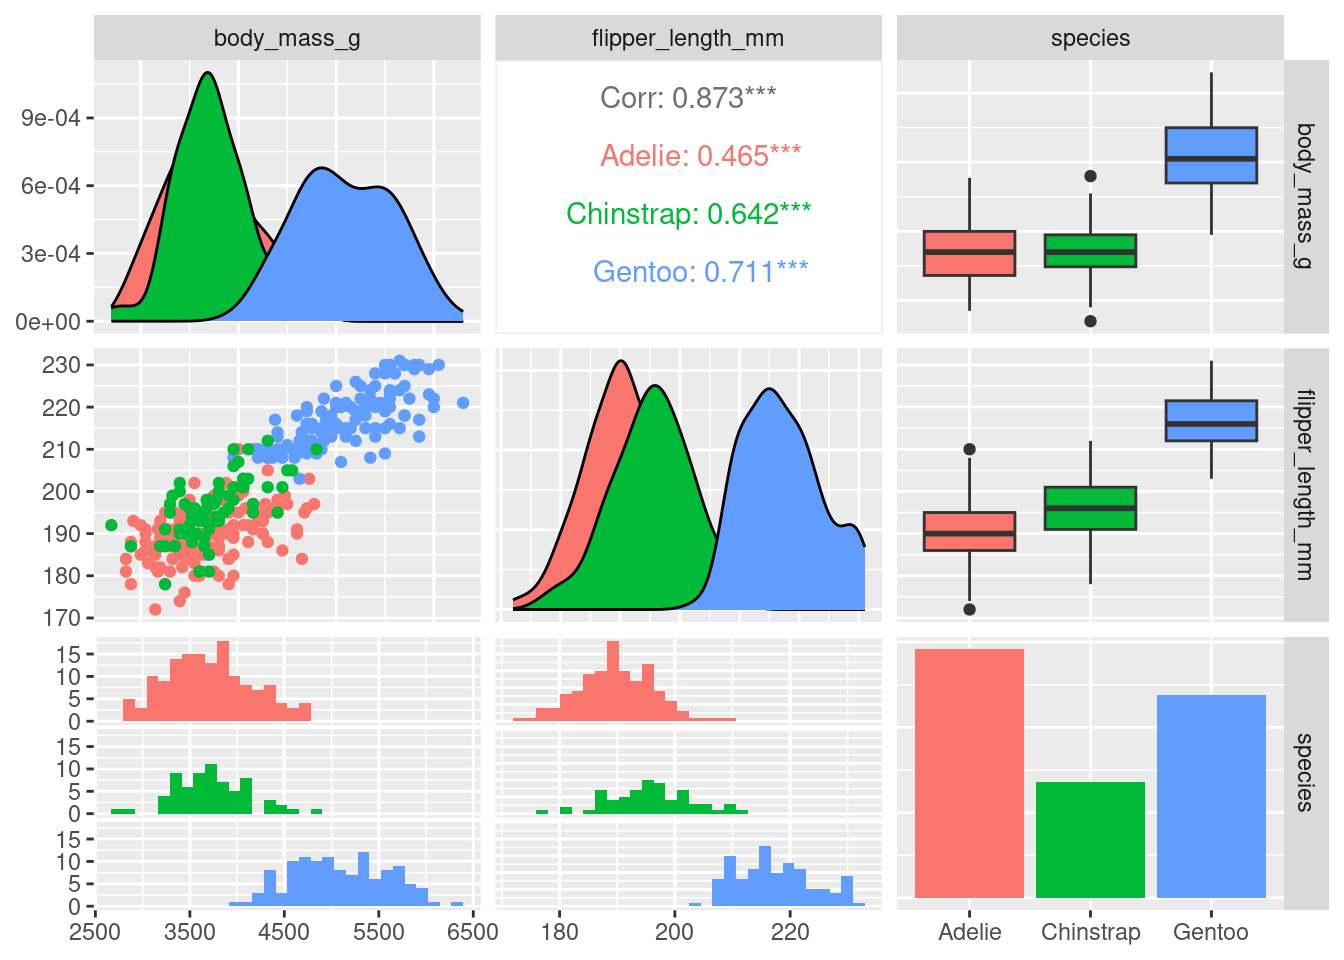 body_mass_g flipper_length_mm species
9e-04
6e-04
3e-04
0e+00
Corr: 0.873***
Adelie: 0.465***
Chinstrap: 0.642***
Gentoo: 0.711***
body_mass_g
230
220
210
200
190
180
170
flipper_length_mm
15
10
5
0
15
10
5
0
15
10
5
0
species
2500 3500 4500 5500 6500 180 200 220 Adelie Chinstrap Gentoo